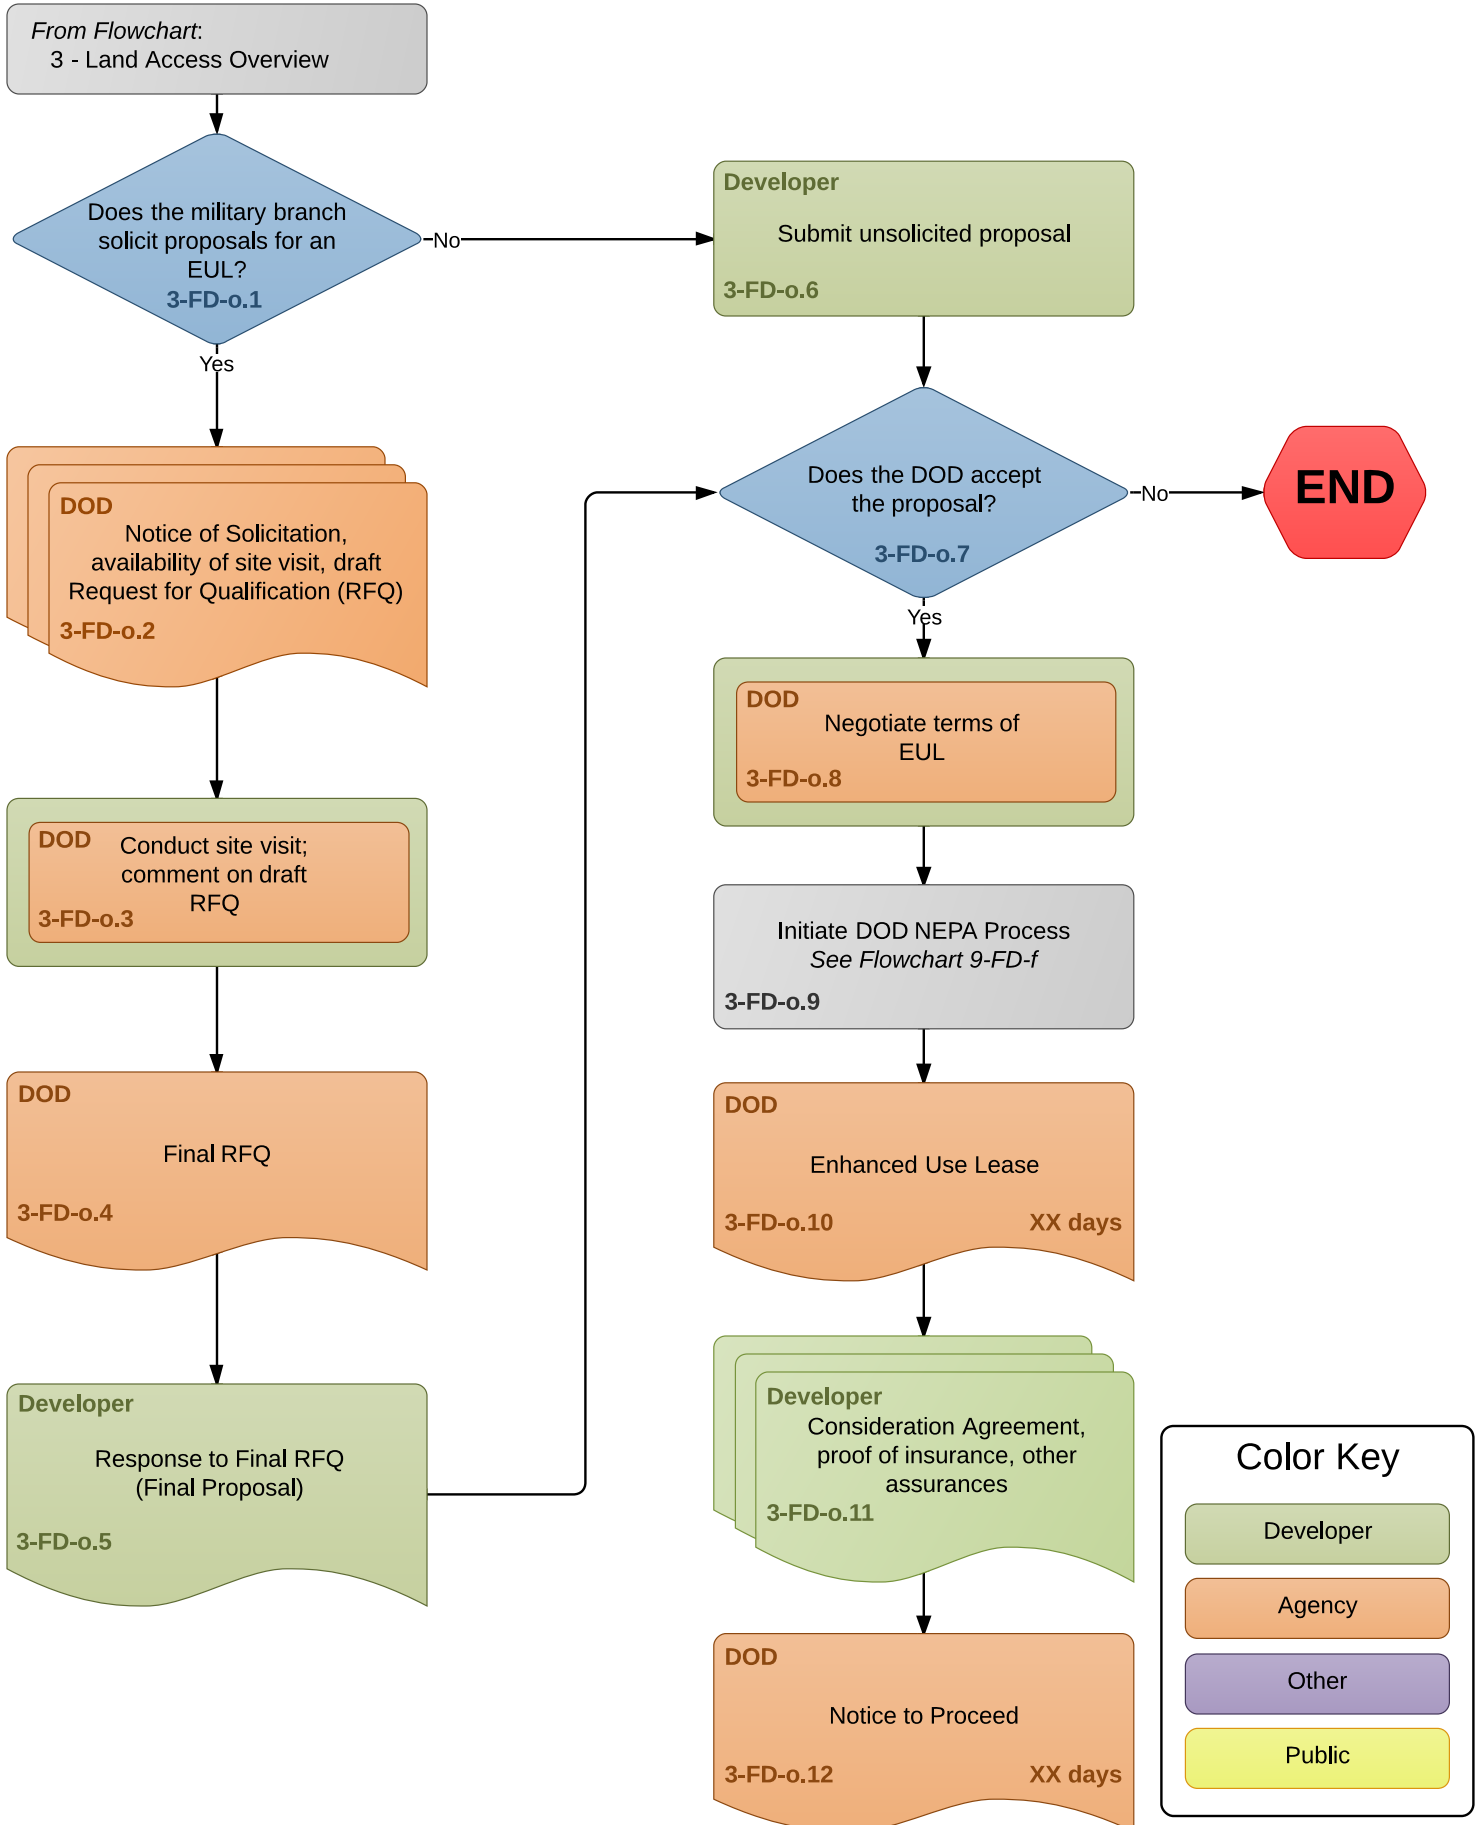 From Flowchart:
3 - Land Access Overview
Does the military branch
solicit proposals for an
EUL?
3-FD-o.1
No
Yes
DOD
Notice of Solicitation,
availability of site visit, draft
Request for Qualification (RFQ)
3-FD-o.2
DOD
Conduct site visit;
comment on draft
RFQ
3-FD-o.3
DOD
Final RFQ
3-FD-o.4
Developer
Response to Final RFQ
(Final Proposal)
3-FD-o.5
Developer
Submit unsolicited proposal
3-FD-o.6
Does the DOD accept
the proposal?
3-FD-o.7
No
END
Yes
DOD
Negotiate terms of
EUL
3-FD-o.8
Initiate DOD NEPA Process
See Flowchart 9-FD-f
3-FD-o.9
DOD
Enhanced Use Lease
3-FD-o.10 XX days
Developer
Consideration Agreement,
proof of insurance, other
assurances
3-FD-o.11
DOD
Notice to Proceed
3-FD-o.12 XX days
Color Key
Developer
Agency
Other
Public